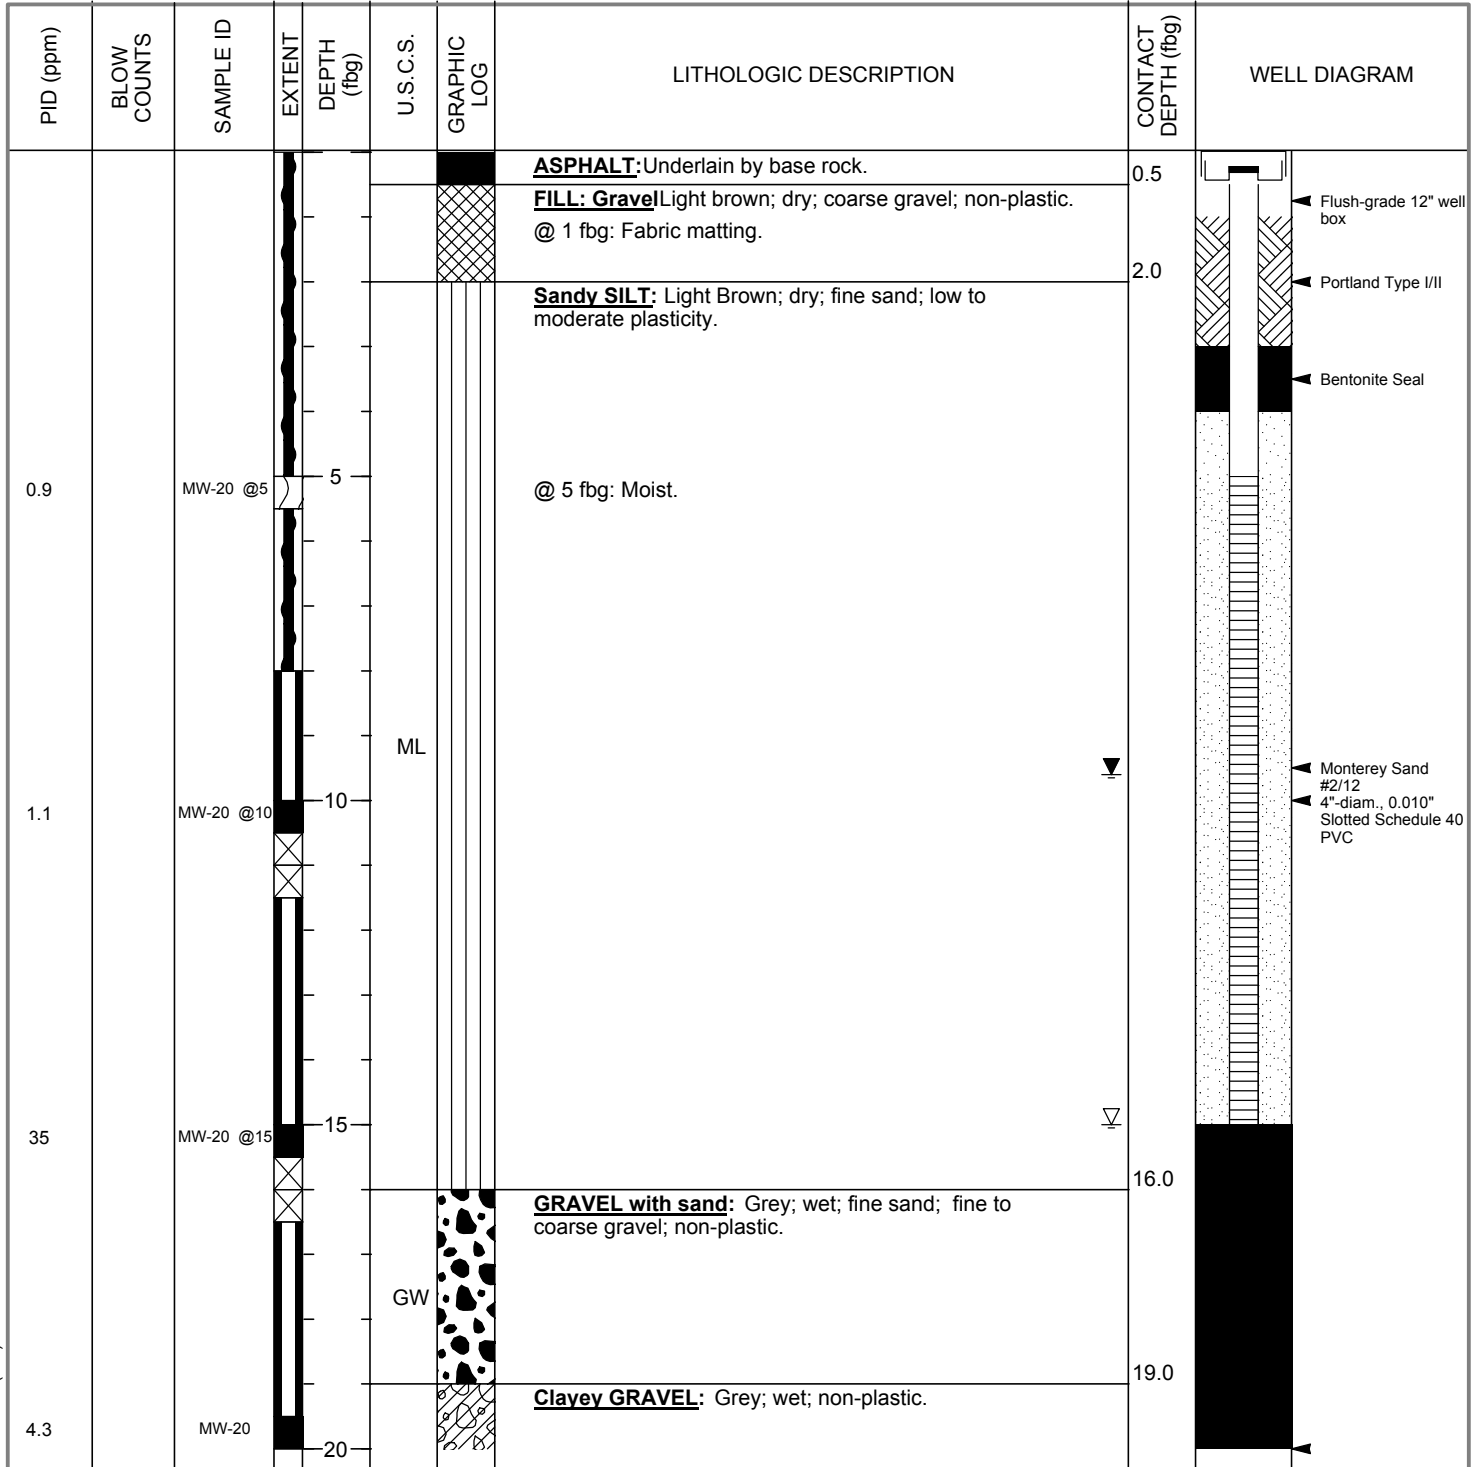 PID (ppm)
BLOW
COUNTS
SAMPLE ID
EXTENT
DEPTH
(fbg)
U.S.C.S.
GRAPHIC
LOG
LITHOLOGIC DESCRIPTION
CONTACT
DEPTH (fbg)
WELL DIAGRAM
ASPHALT:Underlain by base rock.
0.5
FILL: GravelLight brown; dry; coarse gravel; non-plastic.
Flush-grade 12" well
box
@ 1 fbg: Fabric matting.
2.0
Portland Type I/II
Sandy SILT: Light Brown; dry; fine sand; low to
moderate plasticity.
Bentonite Seal
5
0.9
MW-20 @5
@ 5 fbg: Moist.
ML
Monterey Sand
#2/12
4"-diam., 0.010"
Slotted Schedule 40
PVC
10
1.1
MW-20 @10
15
35
MW-20 @15
16.0
GRAVEL with sand: Grey; wet; fine sand; fine to
coarse gravel; non-plastic.
GW
19.0
Clayey GRAVEL: Grey; wet; non-plastic.
4.3
MW-20
20